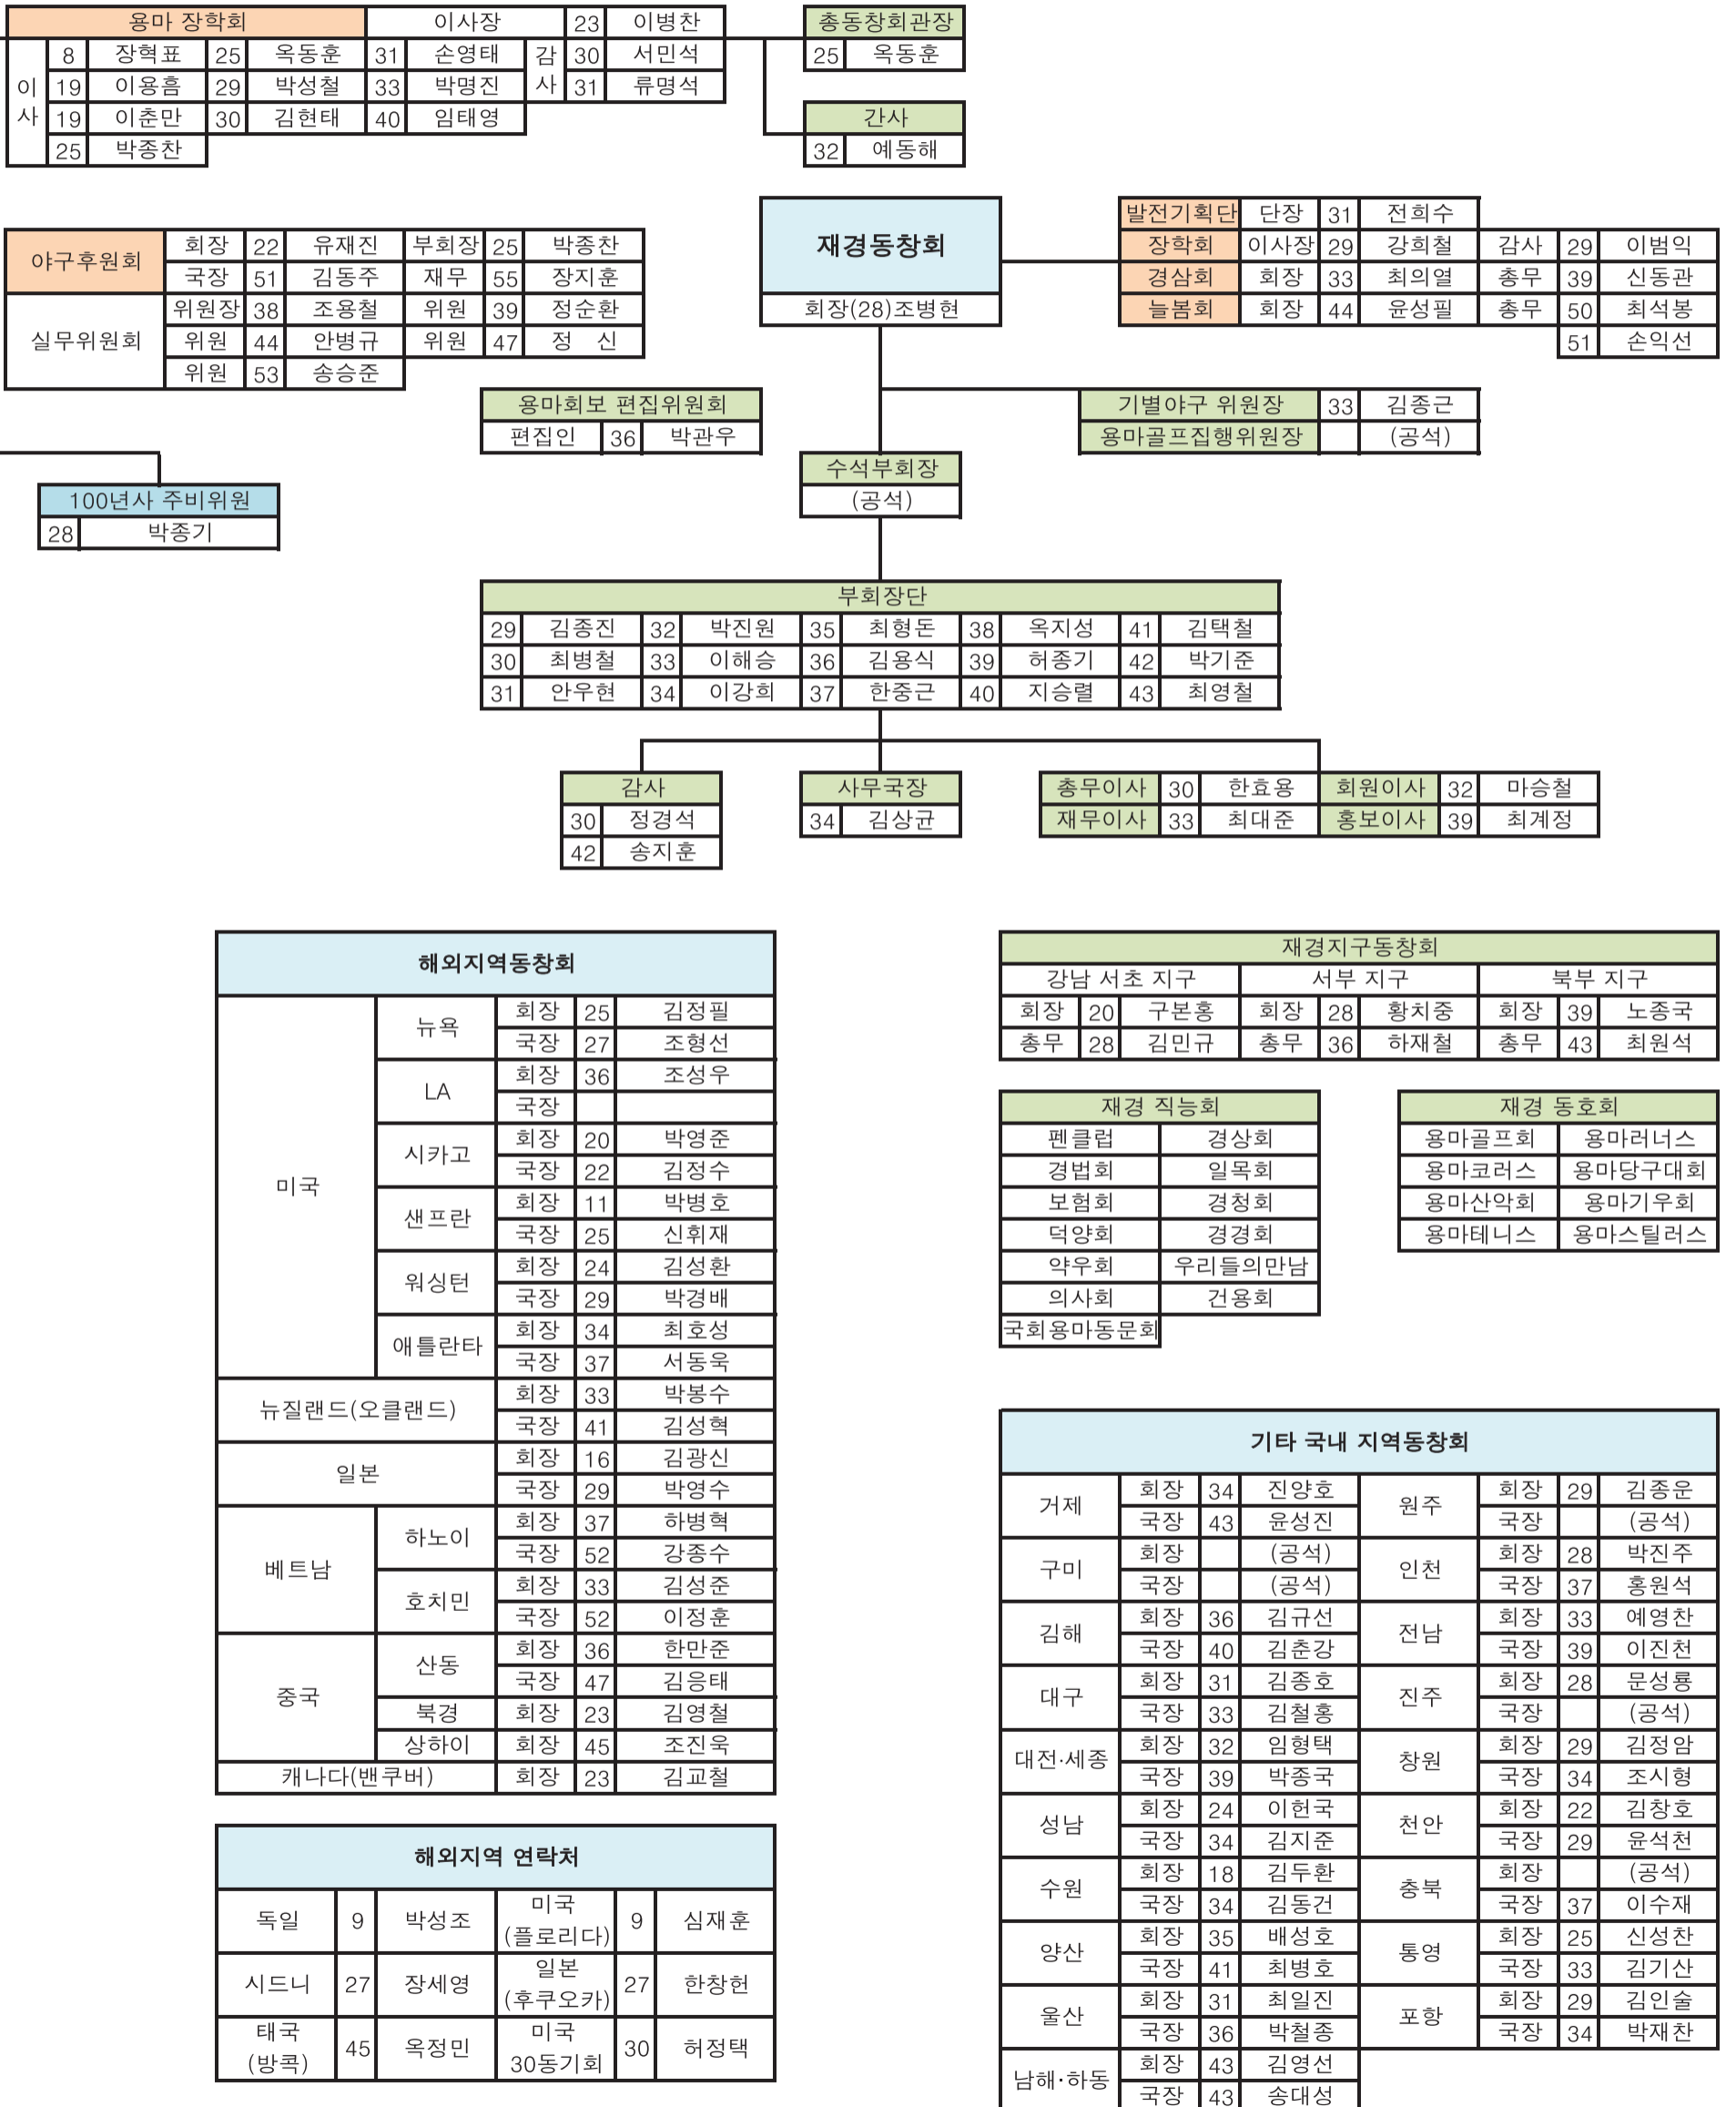 용마 장학회 이사장 23 이병찬
이사 8 장혁표 25 옥동훈 31 손영태 감사 30 서민석
19 이용흠 29 박성철 33 박명진 31 류명석
19 이춘만 30 김현태 40 임태영
25 박종찬
총동창회관장
25 옥동훈
간사
32 예동해
야구후원회 회장 22 유재진 부회장 25 박종찬
국장 51 김동주 재무 55 장지훈
실무위원회 위원장 38 조용철 위원 39 정순환
위원 44 안병규 위원 47 정 신
위원 53 송승준
재경동창회
회장(28)조병현
발전기획단 단장 31 전희수
장학회 이사장 29 강희철 감사 29 이범익
경삼회 회장 33 최의열 총무 39 신동관
늘봄회 회장 44 윤성필 총무 50 최석봉
51 손익선
용마회보 편집위원회
편집인 36 박관우
기별야구 위원장 33 김종근
용마골프집행위원장 (공석)
수석부회장
(공석)
100년사 주비위원
28 박종기
부회장단
29 김종진 32 박진원 35 최형돈 38 옥지성 41 김택철
30 최병철 33 이해승 36 김용식 39 허종기 42 박기준
31 안우현 34 이강희 37 한중근 40 지승렬 43 최영철
감사
30 정경석
42 송지훈
사무국장
34 김상균
총무이사 30 한효용 회원이사 32 마승철
재무이사 33 최대준 홍보이사 39 최계정
해외지역동창회
미국 뉴욕 회장 25 김정필
국장 27 조형선
LA 회장 36 조성우
국장
시카고 회장 20 박영준
국장 22 김정수
샌프란 회장 11 박병호
국장 25 신휘재
워싱턴 회장 24 김성환
국장 29 박경배
애틀란타 회장 34 최호성
국장 37 서동욱
뉴질랜드(오클랜드) 회장 33 박봉수
국장 41 김성혁
일본 회장 16 김광신
국장 29 박영수
베트남 하노이 회장 37 하병혁
국장 52 강종수
호치민 회장 33 김성준
국장 52 이정훈
중국 산동 회장 36 한만준
국장 47 김응태
북경 회장 23 김영철
상하이 회장 45 조진욱
캐나다(밴쿠버) 회장 23 김교철
해외지역 연락처
독일 9 박성조 미국(플로리다) 9 심재훈
시드니 27 장세영 일본(후쿠오카) 27 한창헌
태국(방콕) 45 옥정민 미국 30동기회 30 허정택
재경지구동창회
강남 서초 지구 서부 지구 북부 지구
회장 20 구본홍 회장 28 황치중 회장 39 노종국
총무 28 김민규 총무 36 하재철 총무 43 최원석
재경 직능회
펜클럽 경상회
경법회 일목회
보험회 경청회
덕양회 경경회
약우회 우리들의만남
의사회 건용회
국회용마동문회
재경 동호회
용마골프회 용마러너스
용마코러스 용마당구대회
용마산악회 용마기우회
용마테니스 용마스틸러스
기타 국내 지역동창회
거제 회장 34 진양호 원주 회장 29 김종운
국장 43 윤성진 국장 (공석)
구미 회장 (공석) 인천 회장 28 박진주
국장 (공석) 국장 37 홍원석
김해 회장 36 김규선 전남 회장 33 예영찬
국장 40 김춘강 국장 39 이진천
대구 회장 31 김종호 진주 회장 28 문성룡
국장 33 김철홍 국장 (공석)
대전·세종 회장 32 임형택 창원 회장 29 김정암
국장 39 박종국 국장 34 조시형
성남 회장 24 이헌국 천안 회장 22 김창호
국장 34 김지준 국장 29 윤석천
수원 회장 18 김두환 충북 회장 (공석)
국장 34 김동건 국장 37 이수재
양산 회장 35 배성호 통영 회장 25 신성찬
국장 41 최병호 국장 33 김기산
울산 회장 31 최일진 포항 회장 29 김인술
국장 36 박철종 국장 34 박재찬
남해·하동 회장 43 김영선
국장 43 송대성